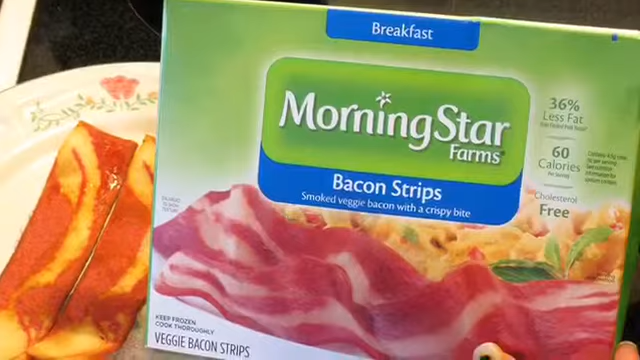 Breakfast
MorningStar
Farms
Bacon Strips
Smoked veggie bacon with a crispy bite
36%
Less Fat
60
Calories
Cholesterol
Free
KEEP FROZEN
COOK THOROUGHLY
VEGGIE BACON STRIPS